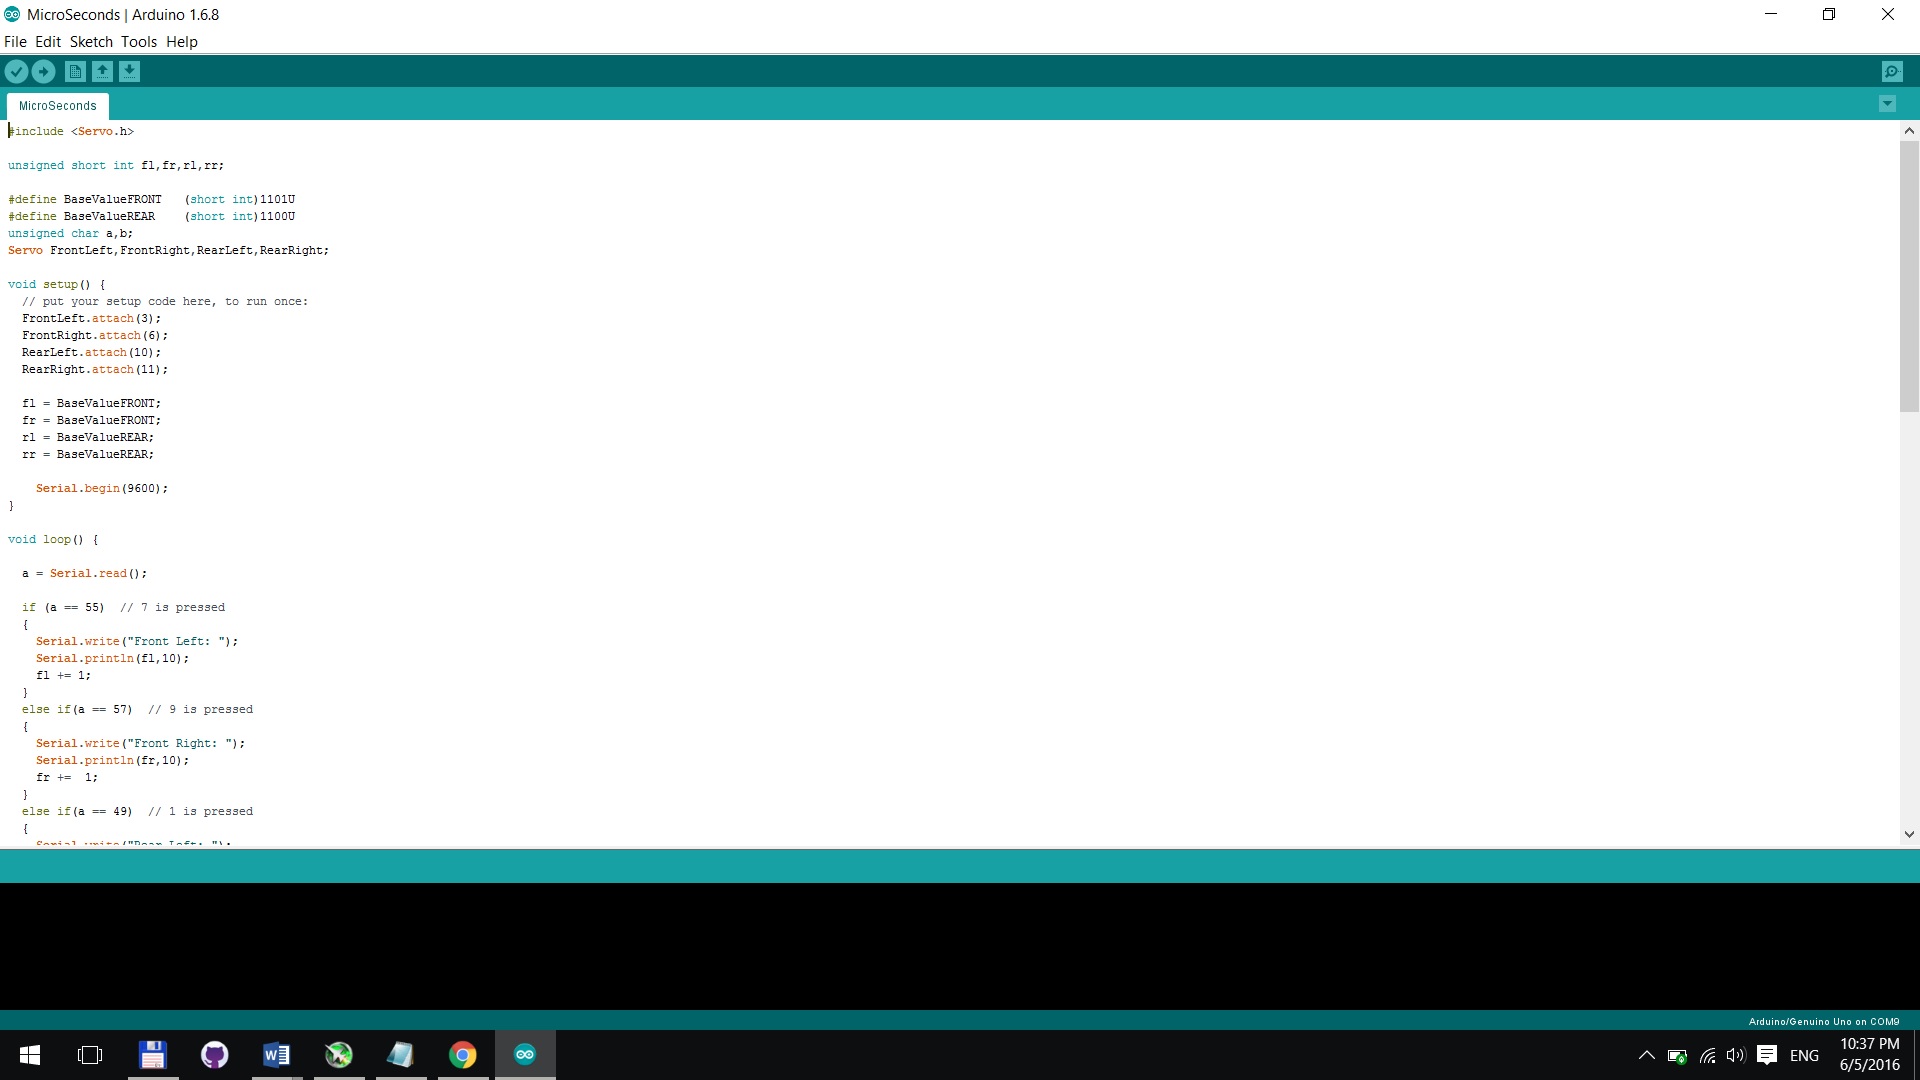 MicroSeconds | Arduino 1.6.8
File Edit Sketch Tools Help
MicroSeconds
#include <Servo.h>
unsigned short int fl,fr,rl,rr;
#define BaseValueFRONT   (short int)1101U
#define BaseValueREAR    (short int)1100U
unsigned char a,b;
Servo FrontLeft,FrontRight,RearLeft,RearRight;
void setup() {
  // put your setup code here, to run once:
  FrontLeft.attach(3);
  FrontRight.attach(6);
  RearLeft.attach(10);
  RearRight.attach(11);
  fl = BaseValueFRONT;
  fr = BaseValueFRONT;
  rl = BaseValueREAR;
  rr = BaseValueREAR;
    Serial.begin(9600);
}
void loop() {
  a = Serial.read();
  if (a == 55)  // 7 is pressed
  {
    Serial.write("Front Left: ");
    Serial.println(fl,10);
    fl += 1;
  }
  else if(a == 57)  // 9 is pressed
  {
    Serial.write("Front Right: ");
    Serial.println(fr,10);
    fr +=  1;
  }
  else if(a == 49)  // 1 is pressed
  {
    Serial.write("Rear Left: ");
Arduino/Genuino Uno on COM9
ENG
10:37 PM
6/5/2016